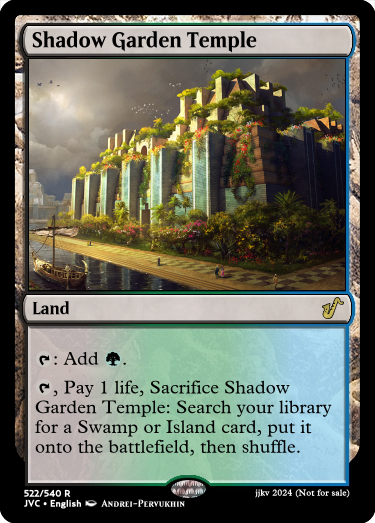 Shadow Garden Temple
Land
: Add .
, Pay 1 life, Sacrifice Shadow
Garden Temple: Search your library
for a Swamp or Island card, put it
onto the battlefield, then shuffle.
522/540 R
jjkv 2024 (Not for sale)
JVC • English Andrei-Pervukhin